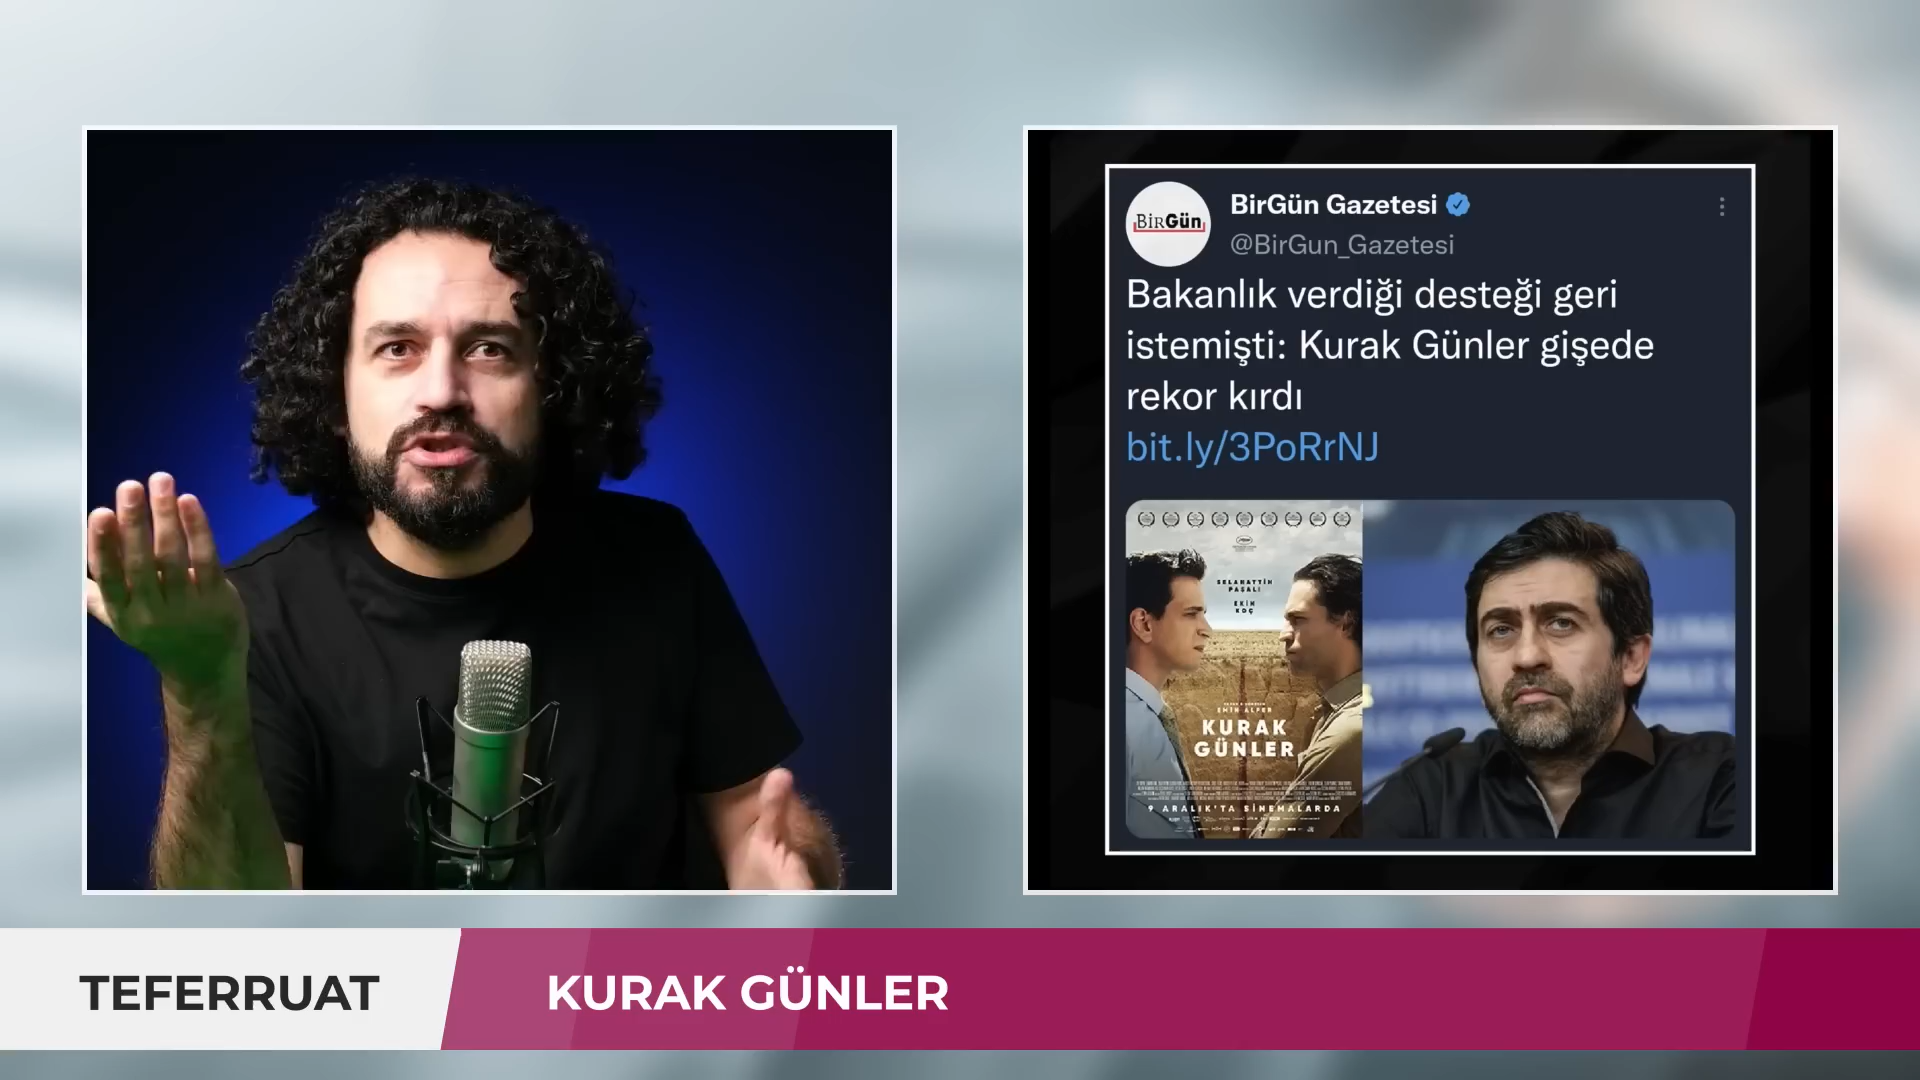 BirGün
BirGün Gazetesi
@BirGun_Gazetesi
Bakanlık verdiği desteği geri
istemişti: Kurak Günler gişede
rekor kırdı
bit.ly/3PoRrNJ
SELAHATTİN
PAŞALI
EKİN
KOÇ
EMİN ALPER
KURAK
GÜNLER
9 ARALIK'TA SİNEMALARDA
TEFERRUAT
KURAK GÜNLER